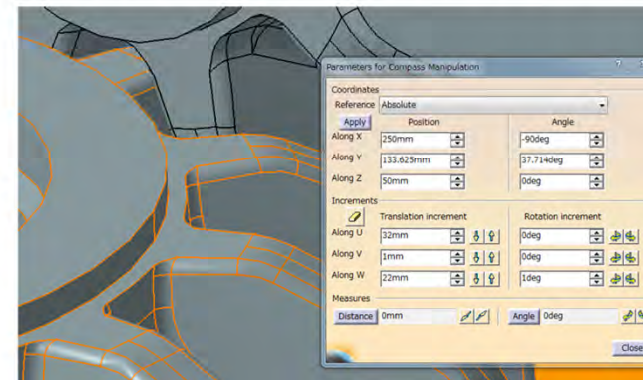 Parameters for Compass Manipulation
Coordinates
Reference Absolute
Apply Position Angle
Along X 250mm -90deg
Along Y 133.625mm 37.714deg
Along Z 50mm 0deg
Increments
Translation increment Rotation increment
Along U 32mm 0deg
Along V 1mm 0deg
Along W 22mm 1deg
Measures
Distance 0mm Angle 0deg
Close